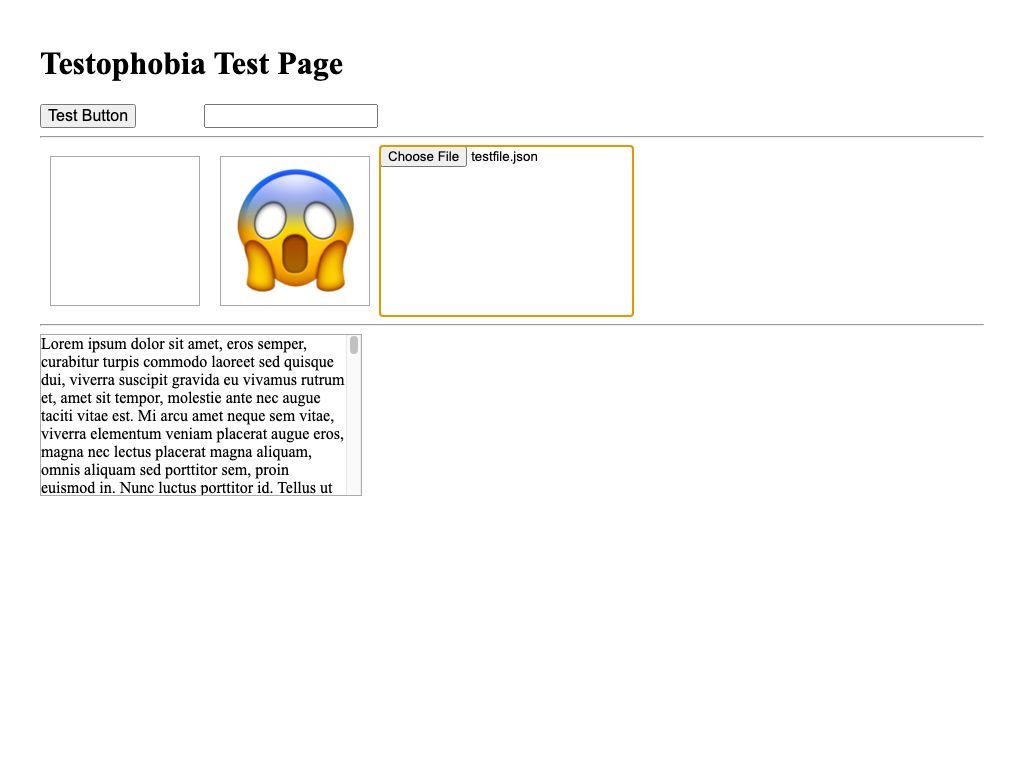 Testophobia Test Page
Test Button
Choose File testfile.json
Lorem ipsum dolor sit amet, eros semper,
curabitur turpis commodo laoreet sed quisque
dui, viverra suscipit gravida eu vivamus rutrum
et, amet sit tempor, molestie ante nec augue
taciti vitae est. Mi arcu amet neque sem vitae,
viverra elementum veniam placerat augue eros,
magna nec lectus placerat magna aliquam,
omnis aliquam sed porttitor sem, proin
euismod in. Nunc luctus porttitor id. Tellus ut